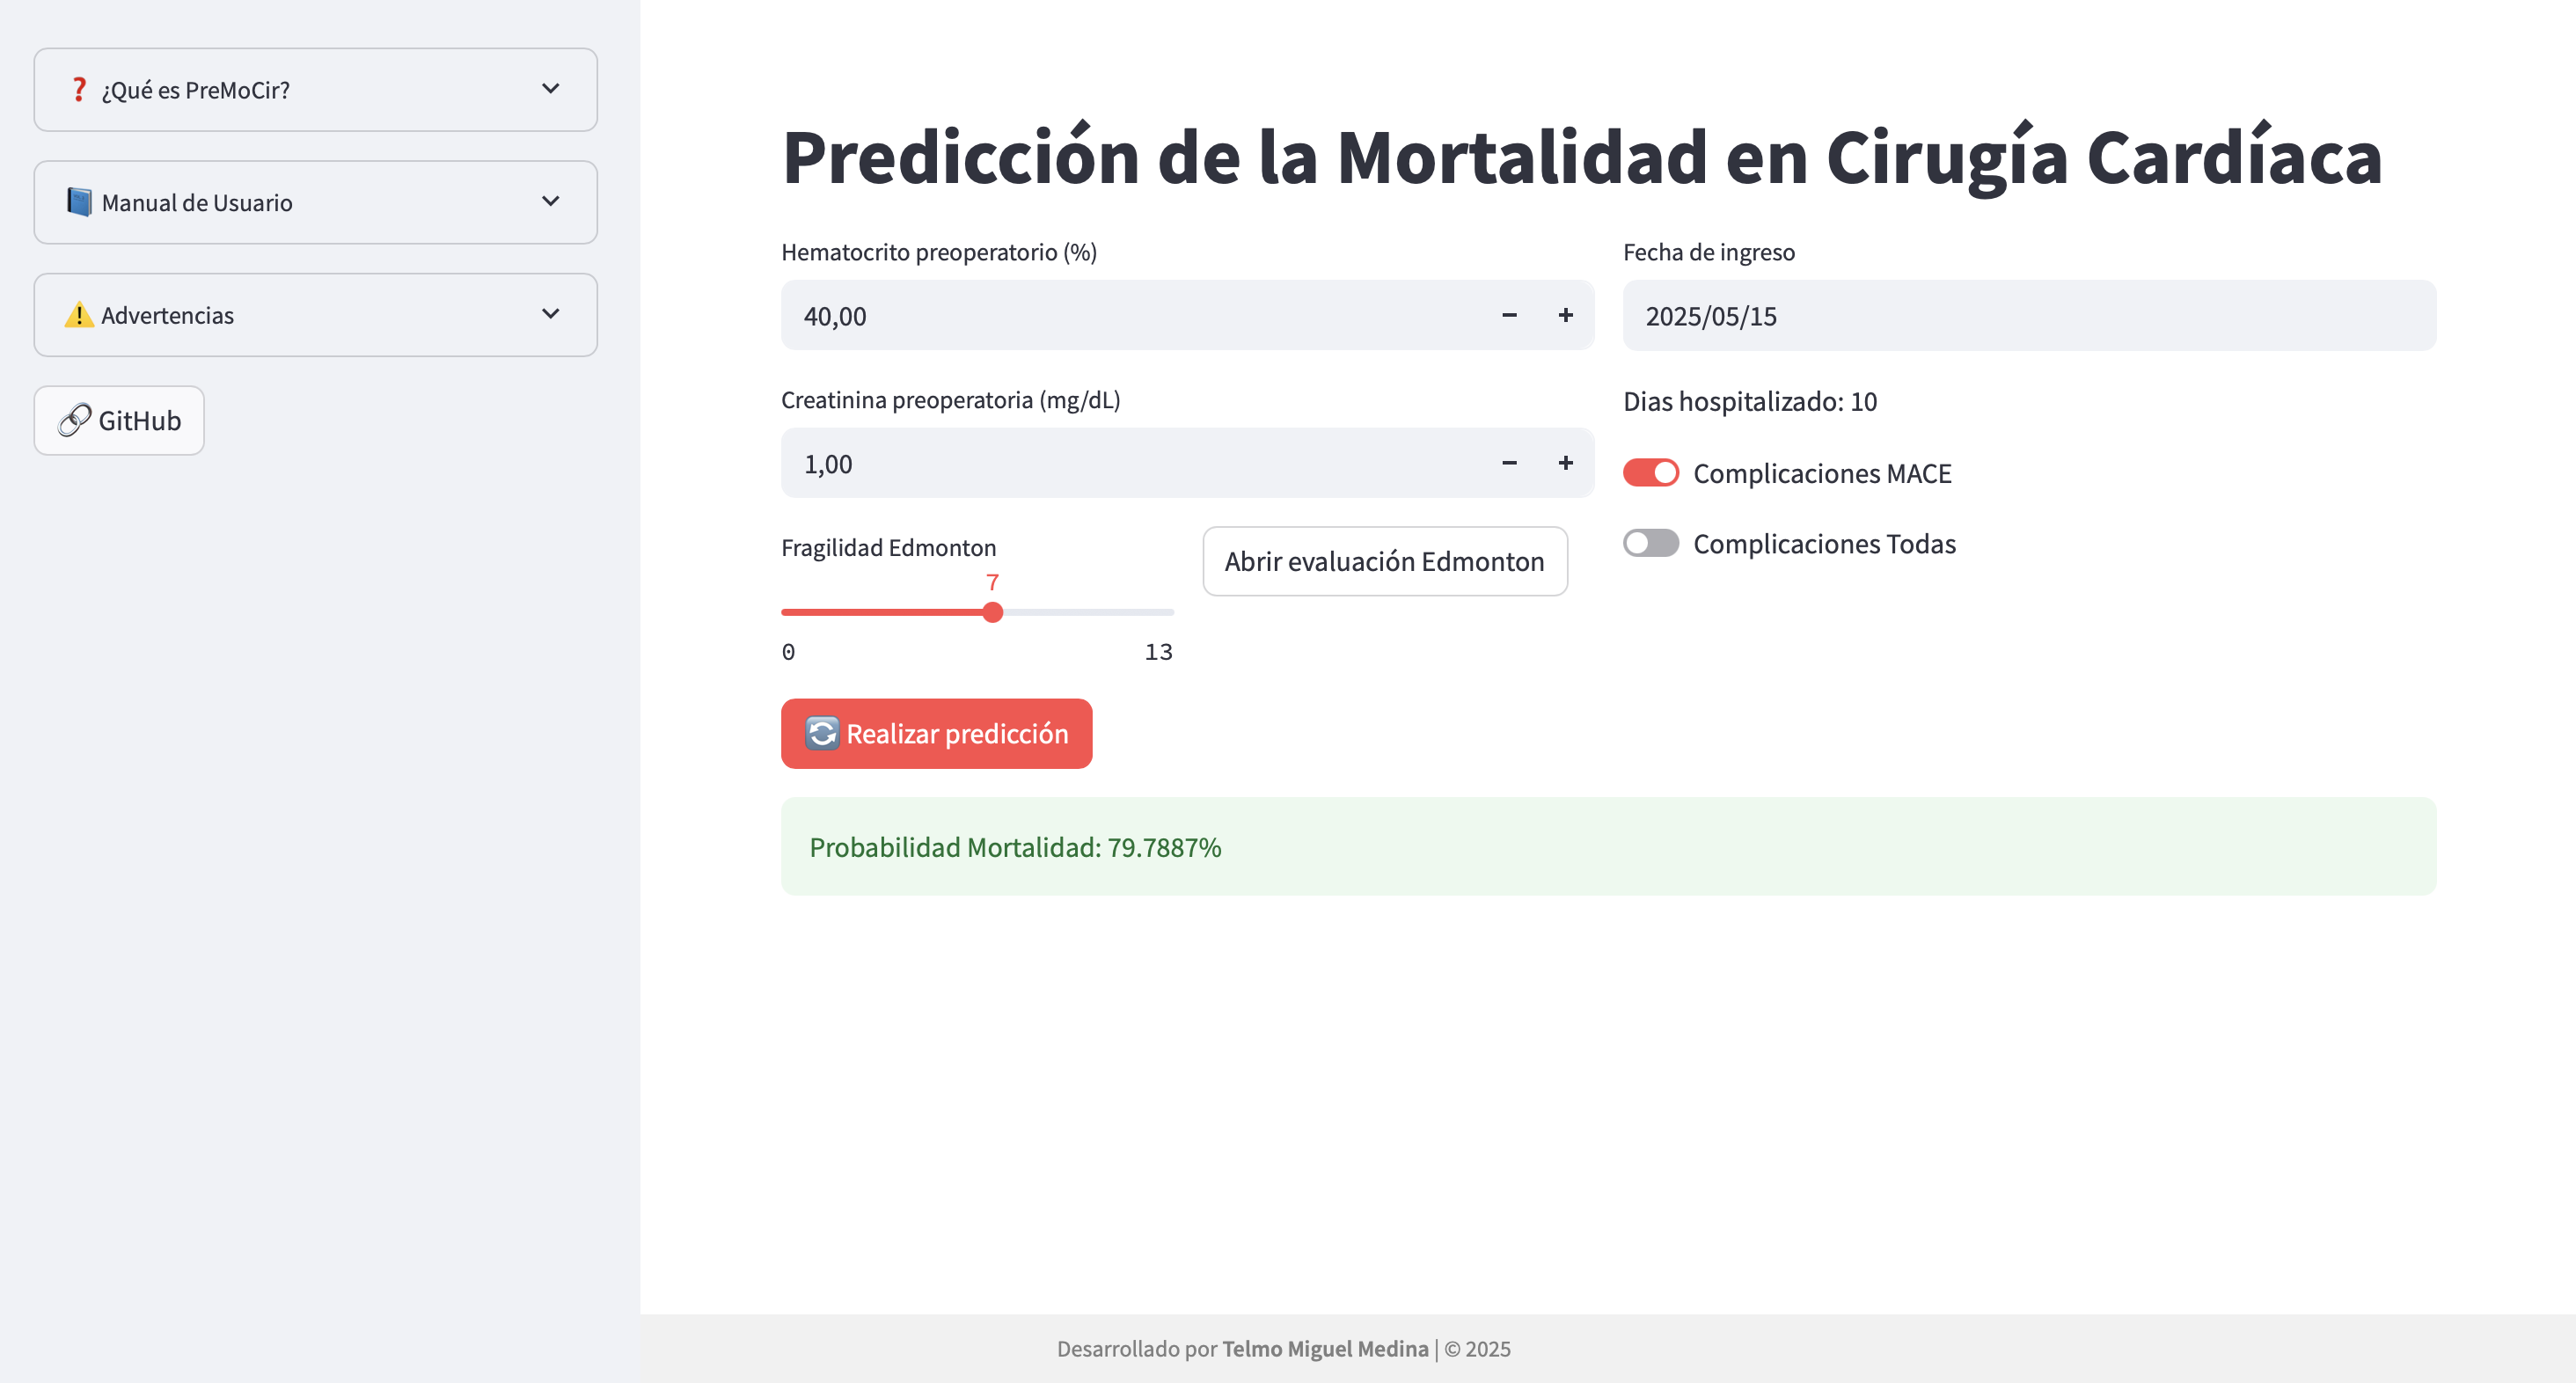 ❓ ¿Qué es PreMoCir?
📘 Manual de Usuario
⚠️ Advertencias
🔗 GitHub
Predicción de la Mortalidad en Cirugía Cardíaca
Hematocrito preoperatorio (%)
40,00
Creatinina preoperatoria (mg/dL)
1,00
Fragilidad Edmonton
7
0 13
Abrir evaluación Edmonton
Fecha de ingreso
2025/05/15
Dias hospitalizado: 10
Complicaciones MACE
Complicaciones Todas
🔄 Realizar predicción
Probabilidad Mortalidad: 79.7887%
Desarrollado por Telmo Miguel Medina | © 2025